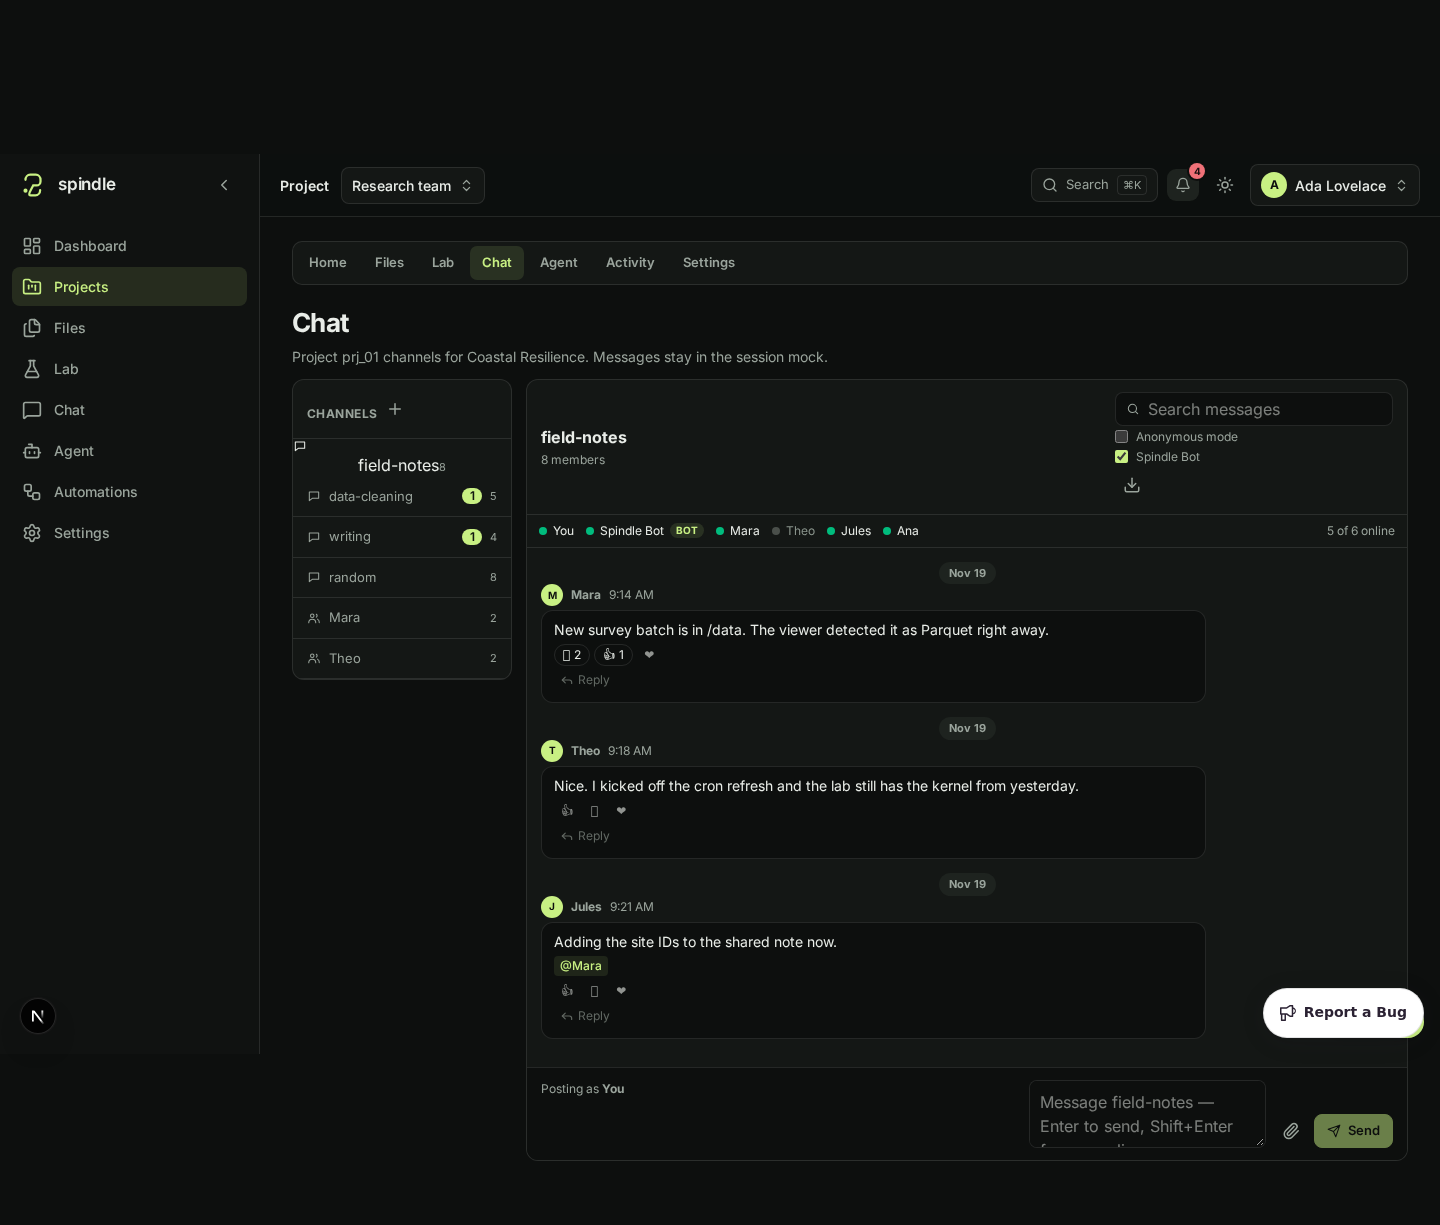 spindle
Project
Research team
Search ⌘K
4
A Ada Lovelace
Dashboard
Projects
Files
Lab
Chat
Agent
Automations
Settings
Home Files Lab Chat Agent Activity Settings
Chat
Project prj_01 channels for Coastal Resilience. Messages stay in the session mock.
CHANNELS
field-notes8
data-cleaning 1 5
writing 1 4
random 8
Mara 2
Theo 2
field-notes
8 members
Search messages
Anonymous mode
Spindle Bot
You Spindle Bot BOT Mara Theo Jules Ana 5 of 6 online
Nov 19
M Mara 9:14 AM
New survey batch is in /data. The viewer detected it as Parquet right away.
2 👍 1 ❤
Reply
Nov 19
T Theo 9:18 AM
Nice. I kicked off the cron refresh and the lab still has the kernel from yesterday.
👍 ❤
Reply
Nov 19
J Jules 9:21 AM
Adding the site IDs to the shared note now.
@Mara
👍 ❤
Reply
Posting as You
Message field-notes —
Enter to send, Shift+Enter
Send
N
Report a Bug